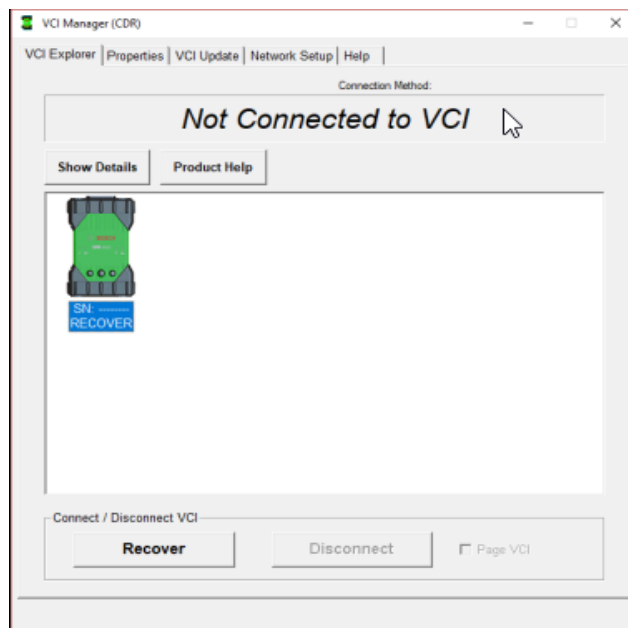 VCI Manager (CDR)
VCI Explorer Properties VCI Update Network Setup Help
Connection Method:
Not Connected to VCI
Show Details Product Help
BOSCH
SN: --------
RECOVER
Connect / Disconnect VCI
Recover Disconnect Page VCI